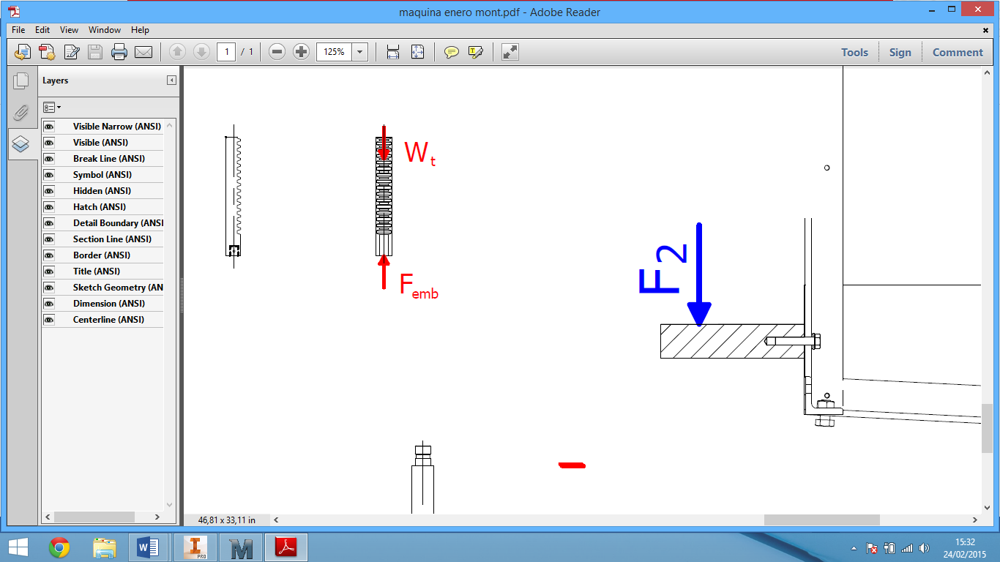 maquina enero mont.pdf - Adobe Reader
File Edit View Window Help
1 / 1 125% Tools Sign Comment
Layers
Visible Narrow (ANSI)
Visible (ANSI)
Break Line (ANSI)
Symbol (ANSI)
Hidden (ANSI)
Hatch (ANSI)
Detail Boundary (ANSI
Section Line (ANSI)
Border (ANSI)
Title (ANSI)
Sketch Geometry (AN
Dimension (ANSI)
Centerline (ANSI)
Wt
Femb
F2
46,81 x 33,11 in
PRO
15:32
24/02/2015